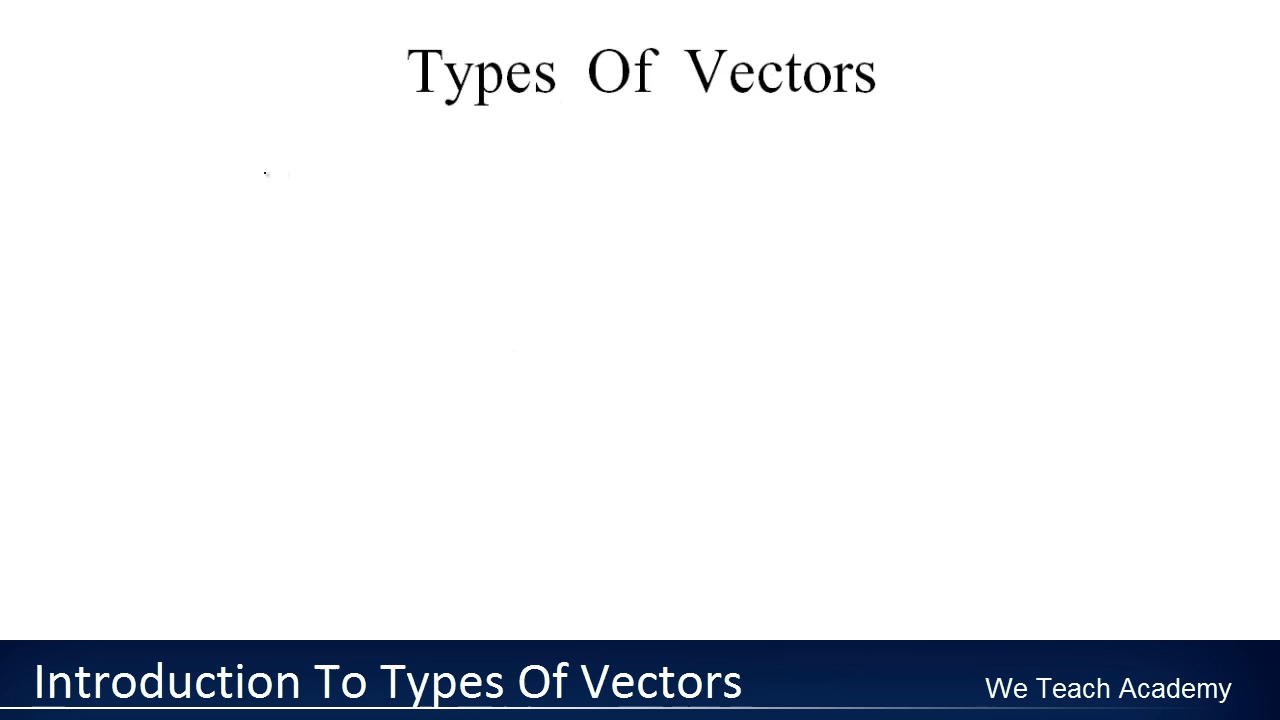 Types Of Vectors
Introduction To Types Of Vectors
We Teach Academy